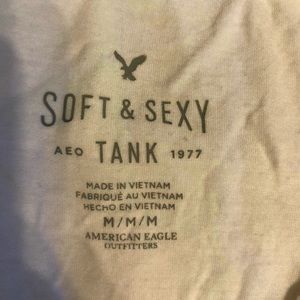 SOFT & SEXY
AEO TANK 1977
MADE IN VIETNAM
FABRIQUÉ AU VIETNAM
HECHO EN VIETNAM
M/M/M
AMERICAN EAGLE
OUTFITTERS